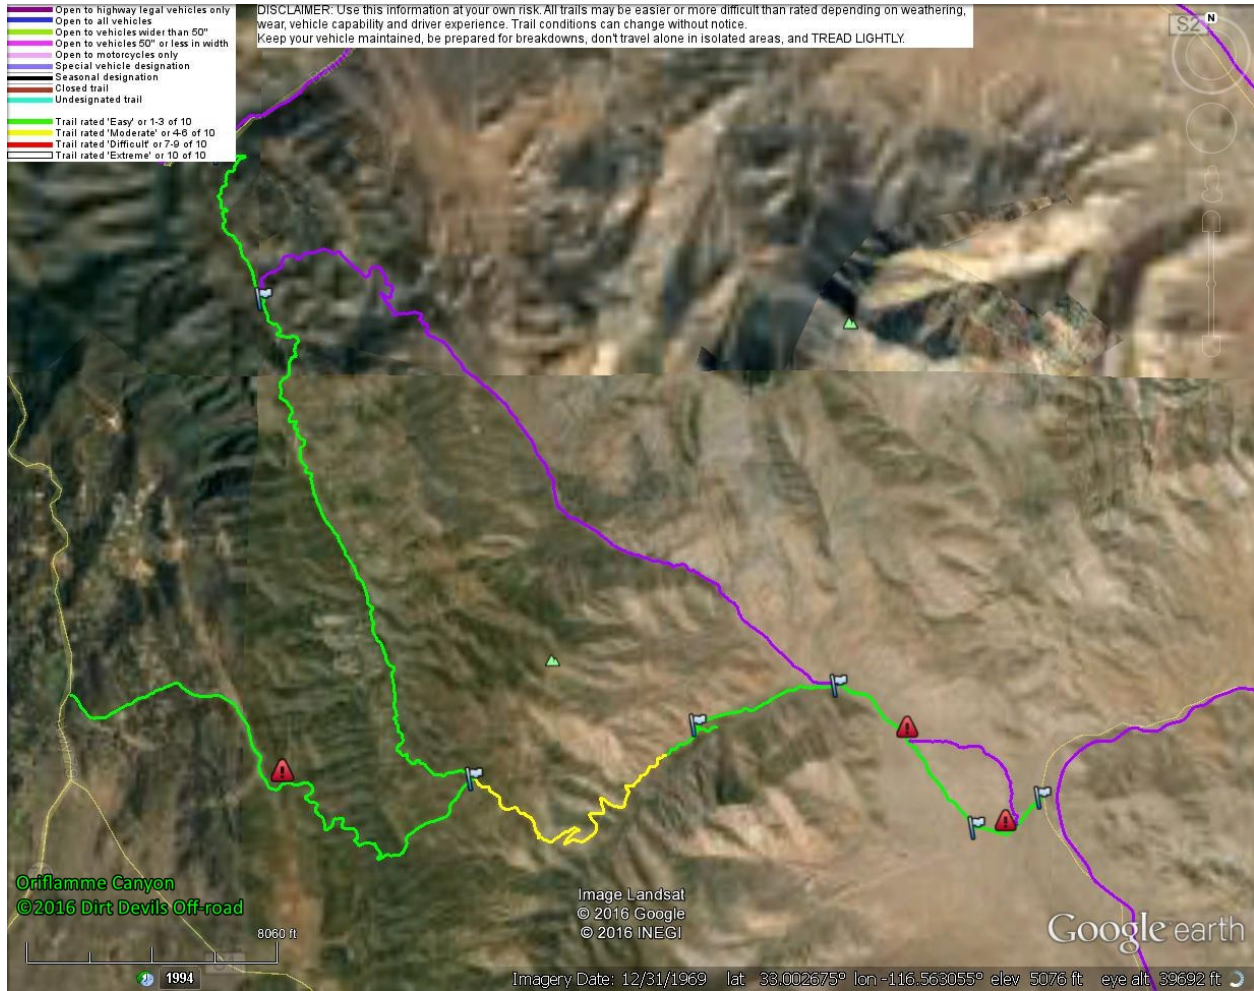 Open to highway legal vehicles only
Open to all vehicles
Open to vehicles wider than 50"
Open to vehicles 50" or less in width
Open to motorcycles only
Special vehicle designation
Seasonal designation
Closed trail
Undesignated trail
Trail rated 'Easy' or 1-3 of 10
Trail rated 'Moderate' or 4-6 of 10
Trail rated 'Difficult' or 7-9 of 10
Trail rated 'Extreme' or 10 of 10
DISCLAIMER: Use this information at your own risk. All trails may be easier or more difficult than rated depending on weathering,
wear, vehicle capability and driver experience. Trail conditions can change without notice.
Keep your vehicle maintained, be prepared for breakdowns, don't travel alone in isolated areas, and TREAD LIGHTLY.
S2
N
Oriflamme Canyon
©2016 Dirt Devils Off-road
8060 ft
1994
Image Landsat
© 2016 Google
© 2016 INEGI
Google earth
Imagery Date: 12/31/1969 lat 33.002675° lon -116.563055° elev 5076 ft eye alt 39692 ft